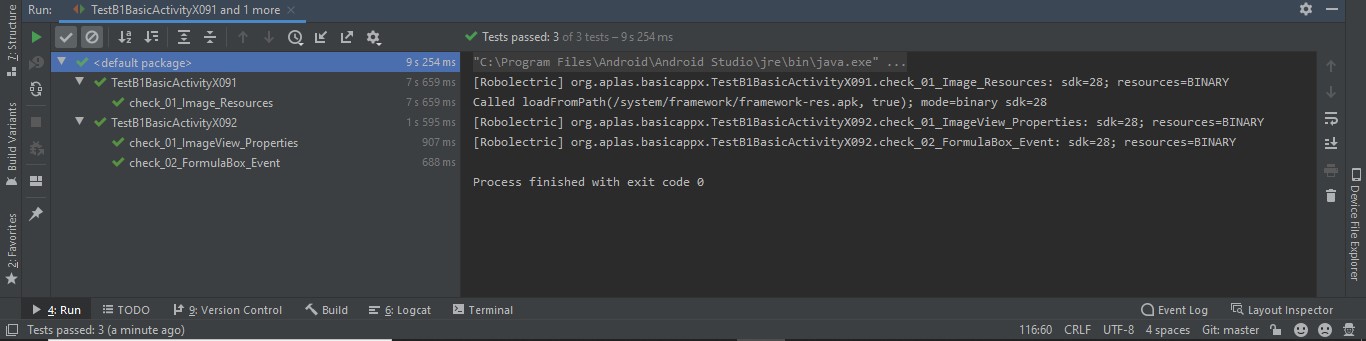 Run: TestB1BasicActivityX091 and 1 more
Tests passed: 3 of 3 tests – 9 s 254 ms
<default package> 9 s 254 ms
TestB1BasicActivityX091 7 s 659 ms
check_01_Image_Resources 7 s 659 ms
TestB1BasicActivityX092 1 s 595 ms
check_01_ImageView_Properties 907 ms
check_02_FormulaBox_Event 688 ms
"C:\Program Files\Android\Android Studio\jre\bin\java.exe" ...
[Robolectric] org.aplas.basicappx.TestB1BasicActivityX091.check_01_Image_Resources: sdk=28; resources=BINARY
Called loadFromPath(/system/framework/framework-res.apk, true); mode=binary sdk=28
[Robolectric] org.aplas.basicappx.TestB1BasicActivityX092.check_01_ImageView_Properties: sdk=28; resources=BINARY
[Robolectric] org.aplas.basicappx.TestB1BasicActivityX092.check_02_FormulaBox_Event: sdk=28; resources=BINARY
Process finished with exit code 0
7: Structure
Build Variants
2: Favorites
Device File Explorer
4: Run TODO 9: Version Control Build 6: Logcat Terminal Event Log Layout Inspector
Tests passed: 3 (a minute ago) 116:60 CRLF UTF-8 4 spaces Git: master